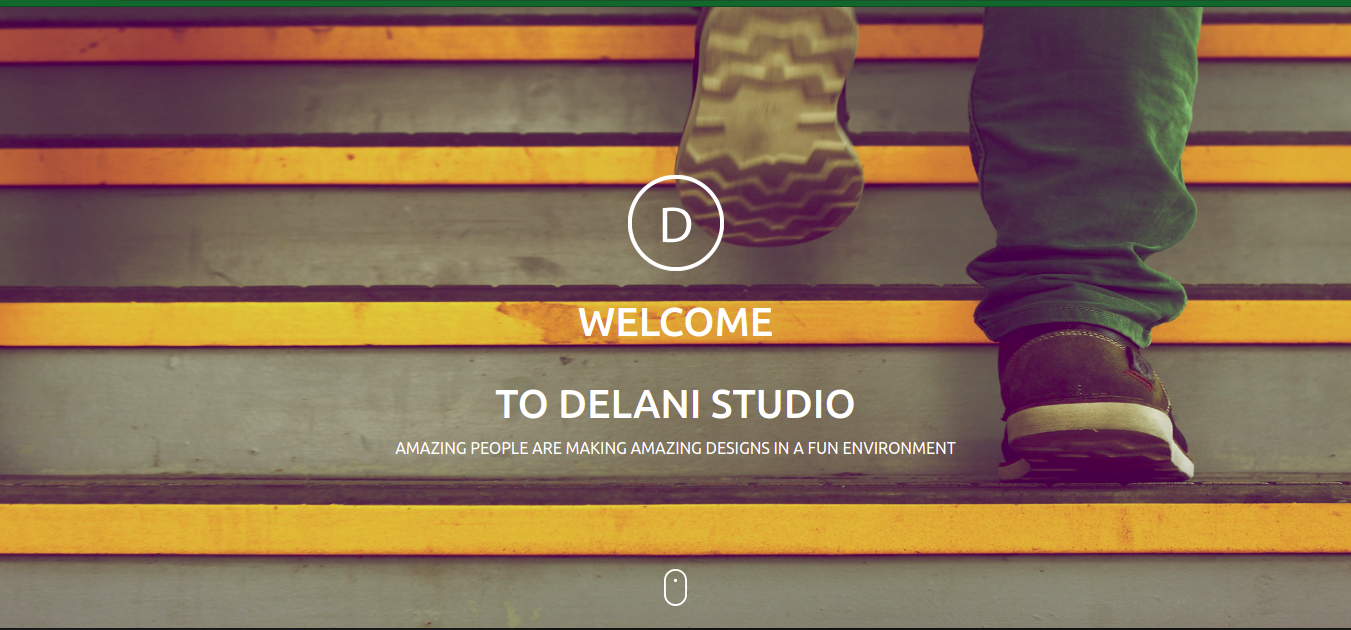 D
WELCOME
TO DELANI STUDIO
AMAZING PEOPLE ARE MAKING AMAZING DESIGNS IN A FUN ENVIRONMENT